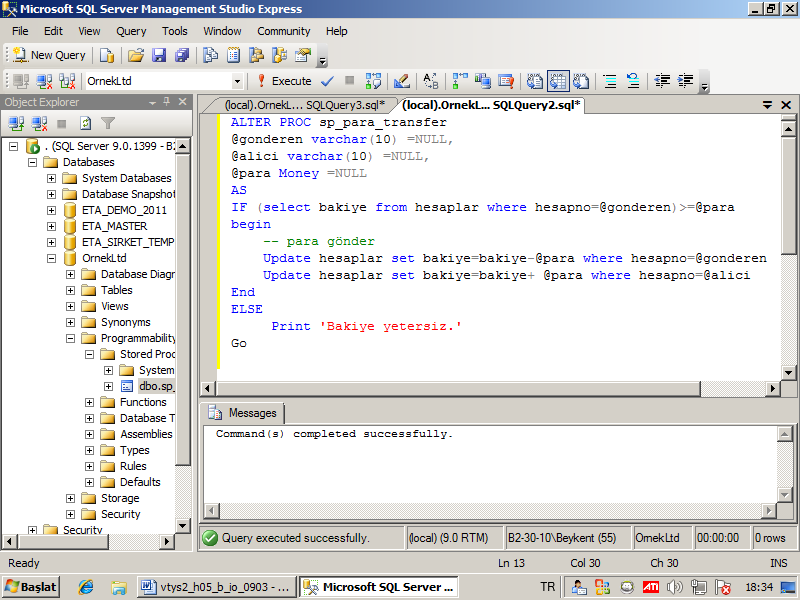 Microsoft SQL Server Management Studio Express
File Edit View Query Tools Window Community Help
New Query
OrnekLtd
Execute
Object Explorer
. (SQL Server 9.0.1399 - B2
Databases
System Databases
Database Snapshot
ETA_DEMO_2011
ETA_MASTER
ETA_SIRKET_TEMP
OrnekLtd
Database Diagr
Tables
Views
Synonyms
Programmability
Stored Proc
System
dbo.sp_
Functions
Database T
Assemblies
Types
Rules
Defaults
Storage
Security
Security
(local).OrnekL... SQLQuery3.sql*
(local).OrnekL... SQLQuery2.sql*
ALTER PROC sp_para_transfer
@gonderen varchar(10) =NULL,
@alici varchar(10) =NULL,
@para Money =NULL
AS
IF (select bakiye from hesaplar where hesapno=@gonderen)>=@para
begin
-- para gönder
Update hesaplar set bakiye=bakiye-@para where hesapno=@gonderen
Update hesaplar set bakiye=bakiye+ @para where hesapno=@alici
End
ELSE
Print 'Bakiye yetersiz.'
Go
Messages
Command(s) completed successfully.
Query executed successfully.
(local) (9.0 RTM)
B2-30-10\Beykent (55)
OrnekLtd
00:00:00
0 rows
Ready
Ln 13
Col 30
Ch 30
INS
Başlat
vtys2_h05_b_io_0903 - ...
Microsoft SQL Server ...
TR
ATI
18:34